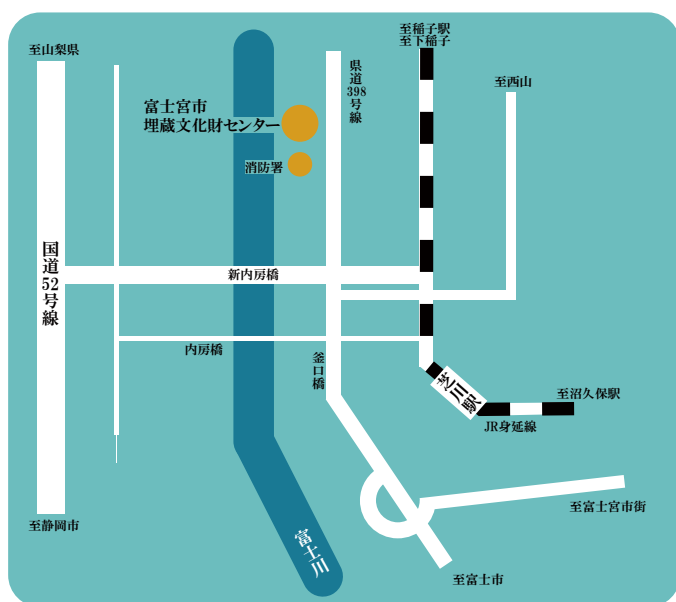 至稲子駅
至下稲子
至山梨県
県道398号線
至西山
富士宮市
埋蔵文化財センター
消防署
国道52号線
新内房橋
内房橋
釜口橋
芝川駅
至沼久保駅
JR身延線
至富士宮市街
至静岡市
富士川
至富士市